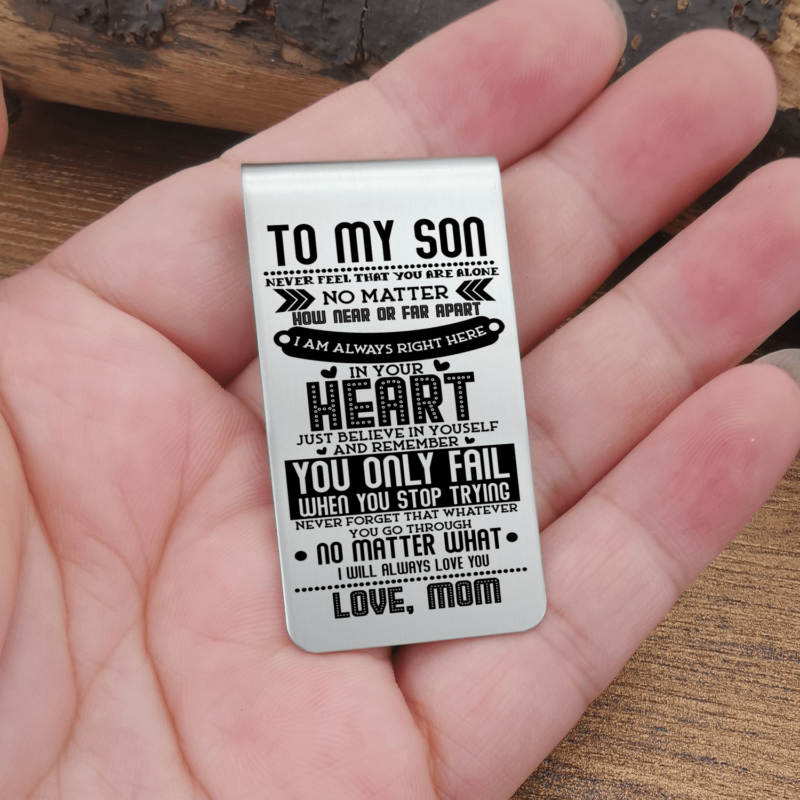 TO MY SON
NEVER FEEL THAT YOU ARE ALONE
NO MATTER
HOW NEAR OR FAR APART
I AM ALWAYS RIGHT HERE
IN YOUR
HEART
JUST BELIEVE IN YOUSELF
AND REMEMBER
YOU ONLY FAIL
WHEN YOU STOP TRYING
NEVER FORGET THAT WHATEVER
YOU GO THROUGH
NO MATTER WHAT
I WILL ALWAYS LOVE YOU
LOVE, MOM